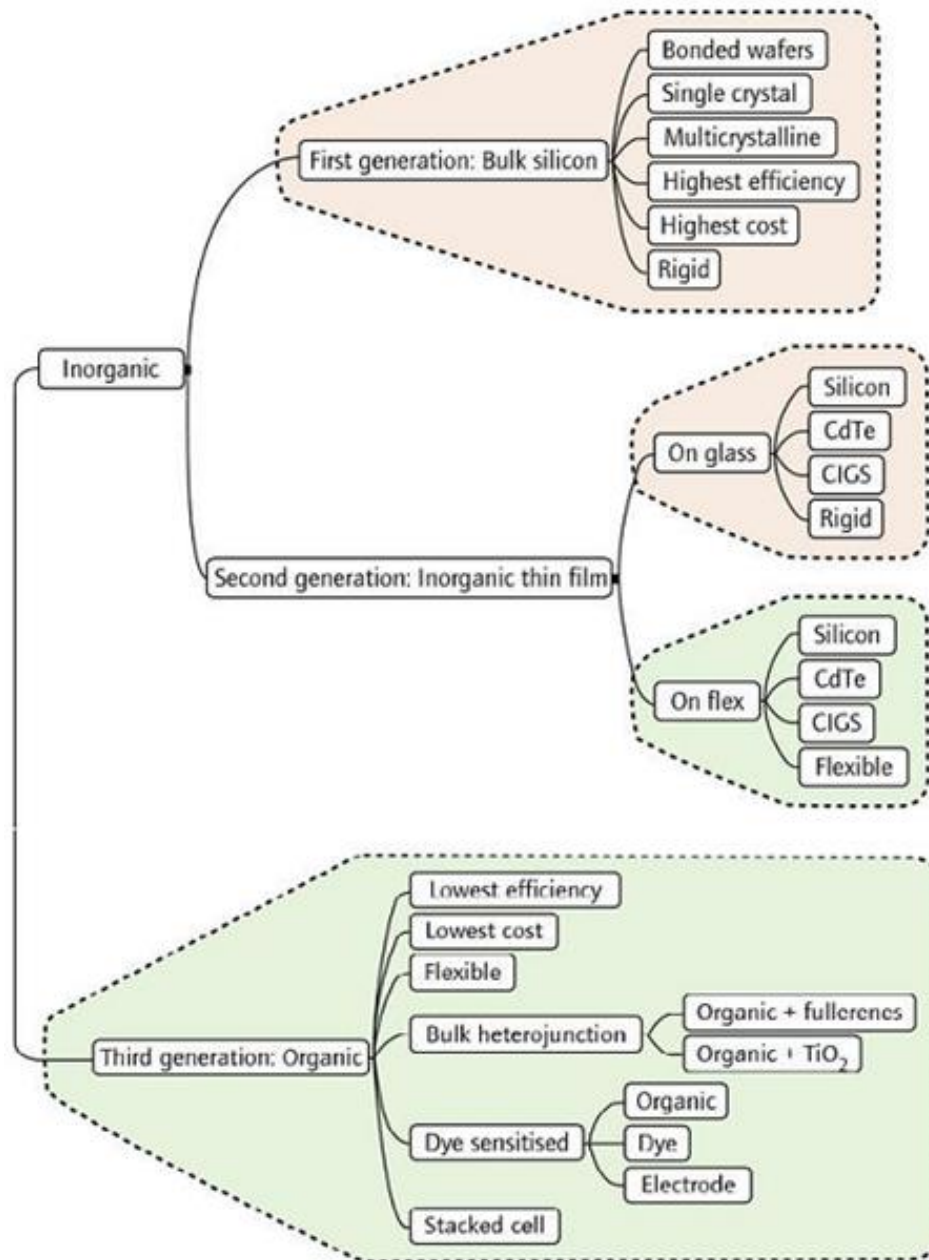 Bonded wafers
Single crystal
Multicrystalline
First generation: Bulk silicon
Highest efficiency
Highest cost
Rigid
Inorganic
Silicon
CdTe
On glass
CIGS
Rigid
Second generation: Inorganic thin film
Silicon
CdTe
On flex
CIGS
Flexible
Lowest efficiency
Lowest cost
Flexible
Organic + fullerenes
Bulk heterojunction
Organic + TiO₂
Third generation: Organic
Organic
Dye sensitised
Dye
Electrode
Stacked cell